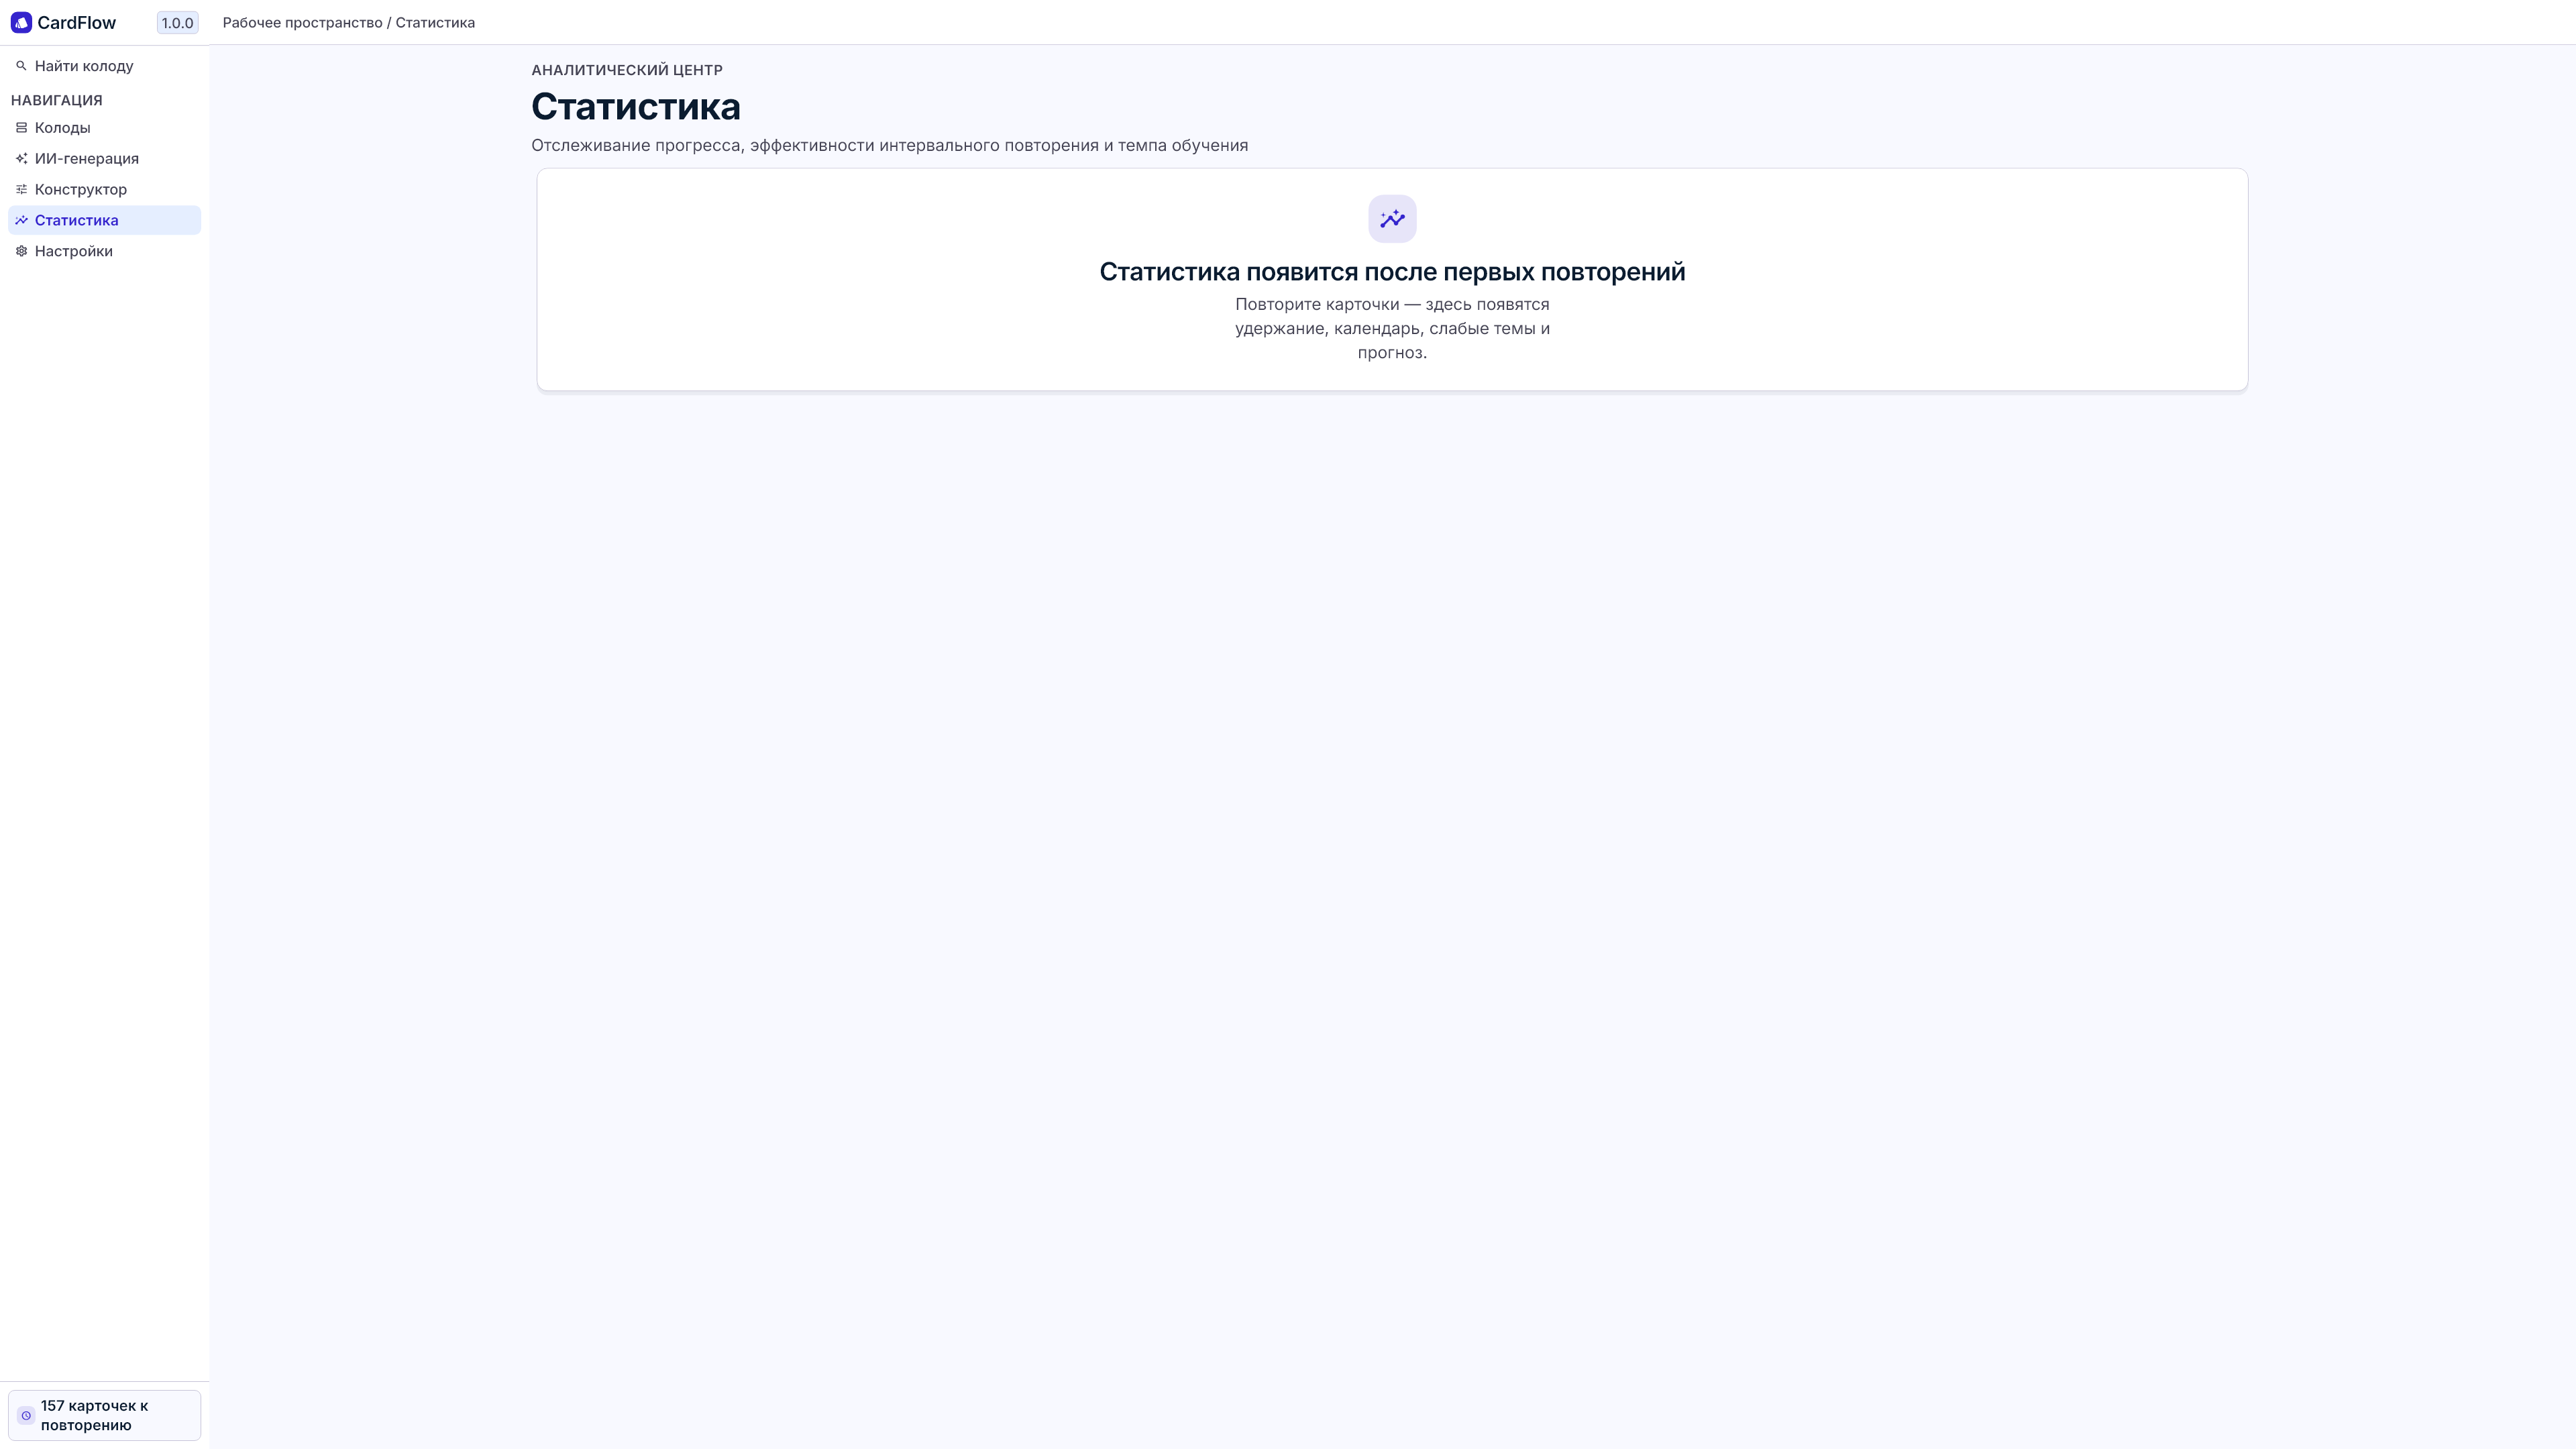 CardFlow
1.0.0
Рабочее пространство / Статистика
Найти колоду
НАВИГАЦИЯ
Колоды
ИИ-генерация
Конструктор
Статистика
Настройки
АНАЛИТИЧЕСКИЙ ЦЕНТР
Статистика
Отслеживание прогресса, эффективности интервального повторения и темпа обучения
Статистика появится после первых повторений
Повторите карточки — здесь появятся
удержание, календарь, слабые темы и
прогноз.
157 карточек к
повторению